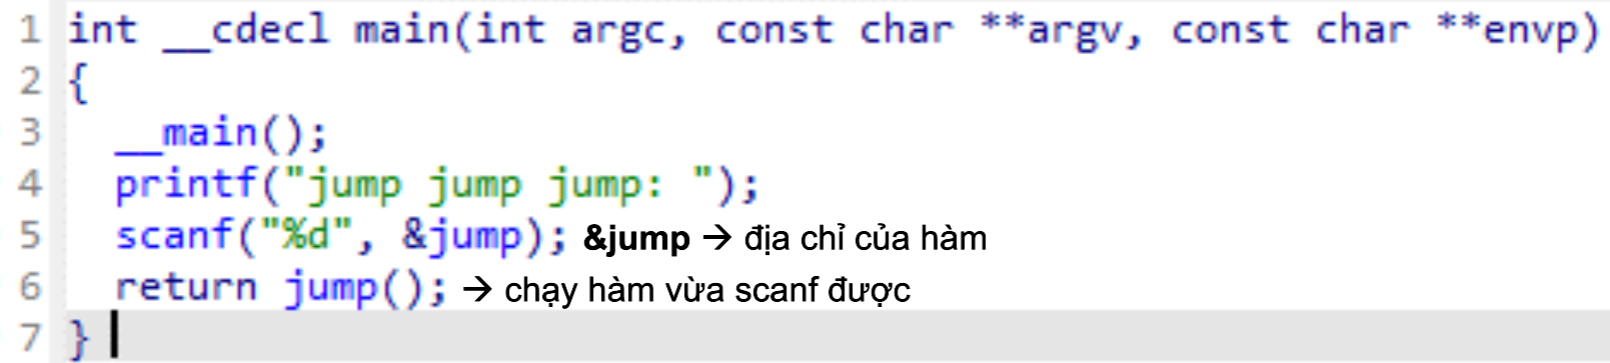 1 int __cdecl main(int argc, const char **argv, const char **envp)
2 {
3 __main();
4 printf("jump jump jump: ");
5 scanf("%d", &jump); &jump → địa chỉ của hàm
6 return jump(); → chạy hàm vừa scanf được
7 }